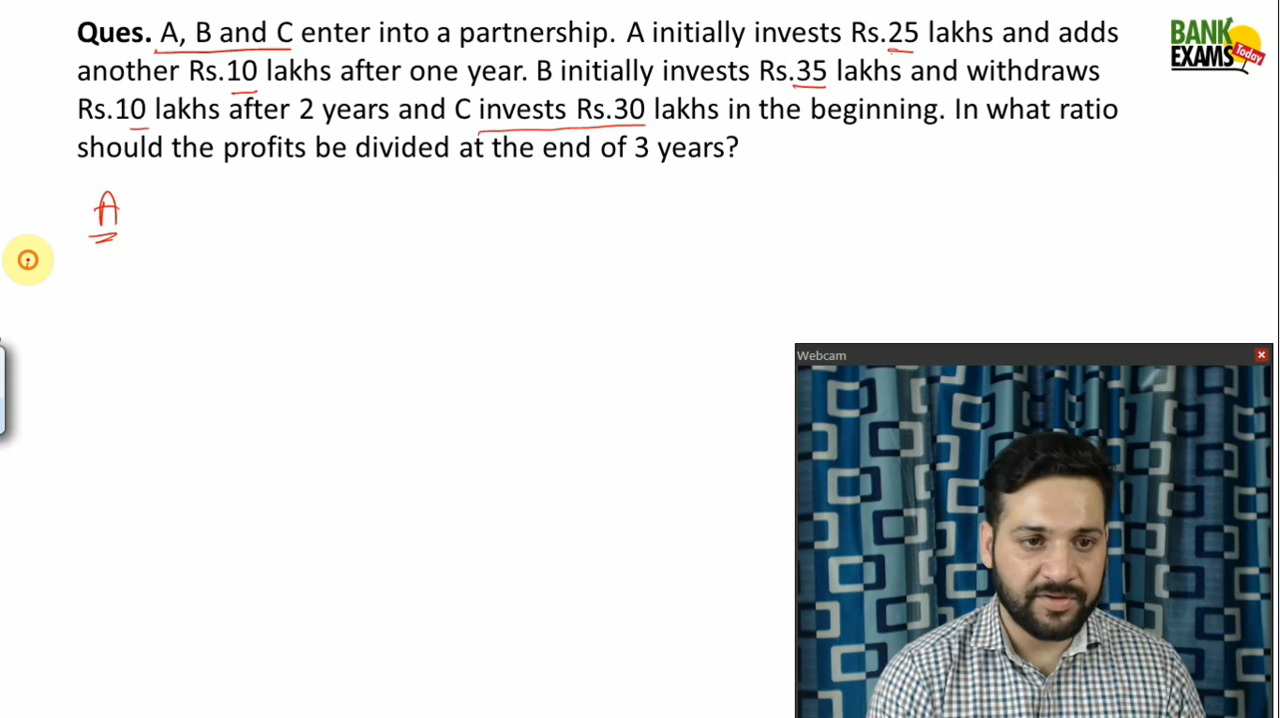 Ques. A, B and C enter into a partnership. A initially invests Rs.25 lakhs and adds
another Rs.10 lakhs after one year. B initially invests Rs.35 lakhs and withdraws
Rs.10 lakhs after 2 years and C invests Rs.30 lakhs in the beginning. In what ratio
should the profits be divided at the end of 3 years?
BANK
EXAMS Today
A
Webcam